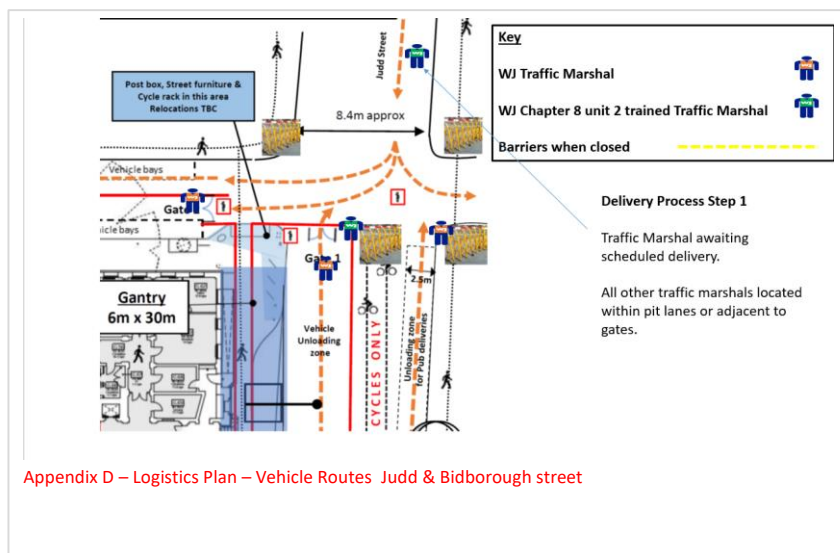 Key
WJ Traffic Marshal
WJ Chapter 8 unit 2 trained Traffic Marshal
Barriers when closed
Judd Street
Post box, Street furniture &
Cycle rack in this area
Relocations TBC
8.4m approx
Vehicle bays
Gate
hicle bays
Gate 1
Gantry
6m x 30m
Vehicle
Unloading
zone
CYCLES ONLY
2.5m
Unloading zone
for Pub deliveries
Delivery Process Step 1
Traffic Marshal awaiting
scheduled delivery.
All other traffic marshals located
within pit lanes or adjacent to
gates.
Appendix D – Logistics Plan – Vehicle Routes Judd & Bidborough street